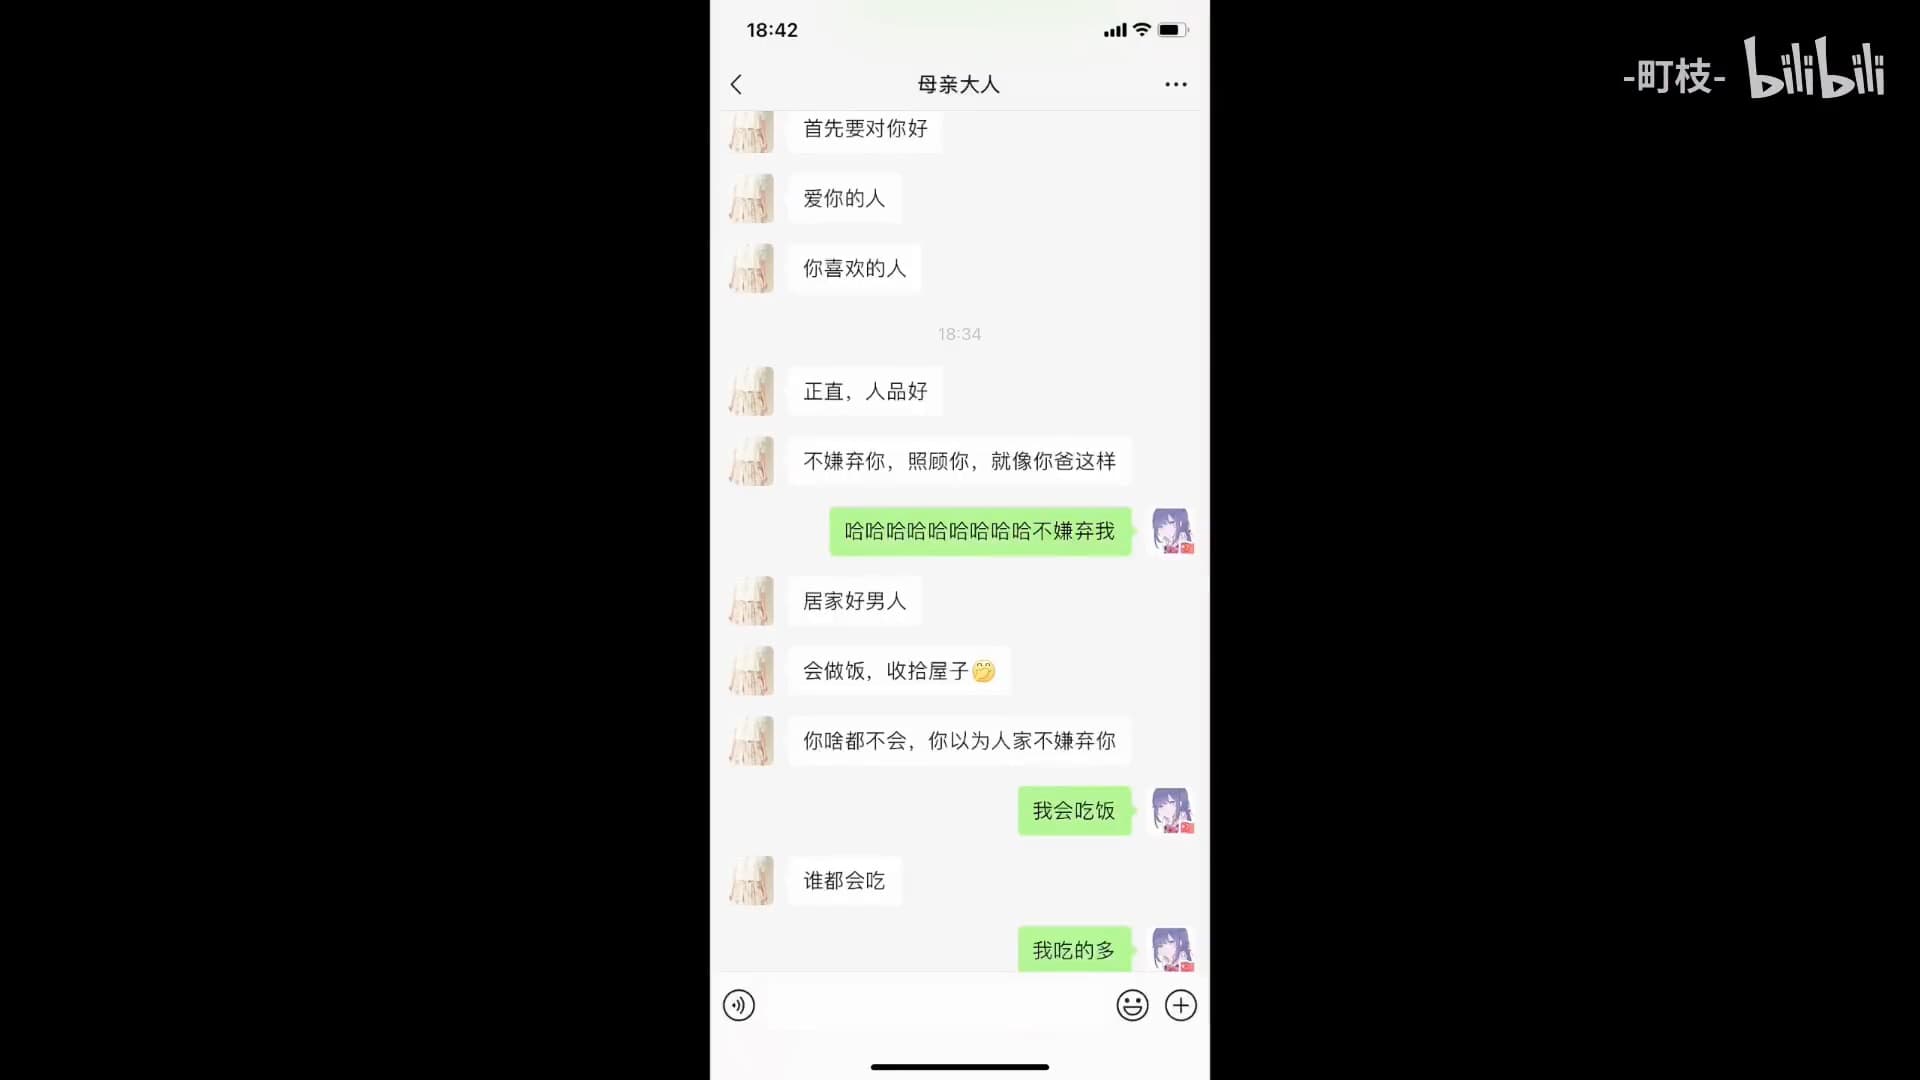 18:42
-町枝- bilibili
母亲大人
首先要对你好
爱你的人
你喜欢的人
18:34
正直，人品好
不嫌弃你，照顾你，就像你爸这样
哈哈哈哈哈哈哈哈哈不嫌弃我
居家好男人
会做饭，收拾屋子🤭
你啥都不会，你以为人家不嫌弃你
我会吃饭
谁都会吃
我吃的多